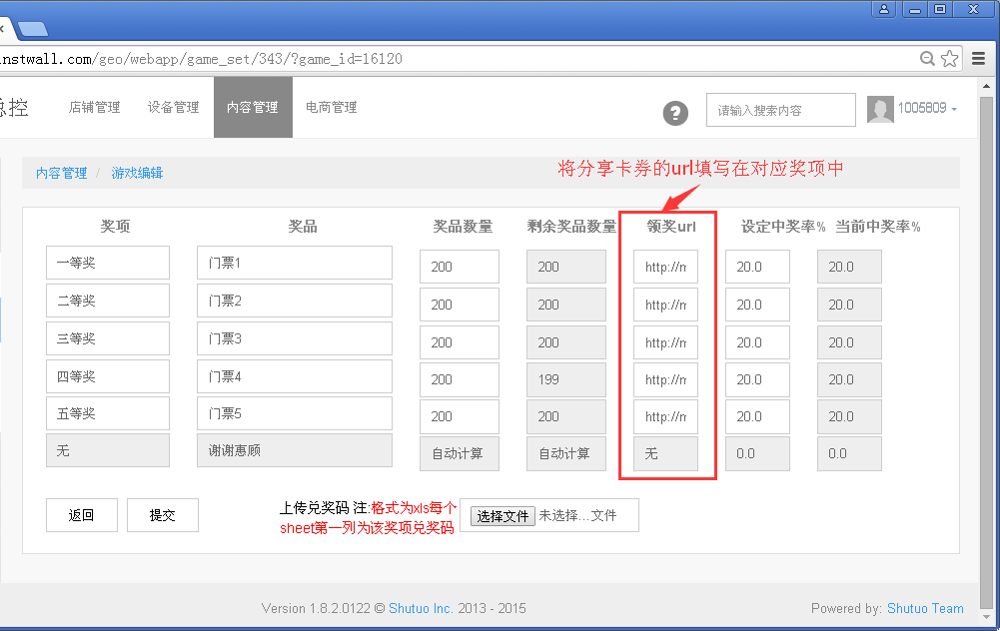 instwall.com/geo/webapp/game_set/343/?game_id=16120
总控 店铺管理 设备管理 内容管理 电商管理 ? 请输入搜索内容 1005809
内容管理 / 游戏编辑
将分享卡券的url填写在对应奖项中
奖项 奖品 奖品数量 剩余奖品数量 领奖url 设定中奖率% 当前中奖率%
一等奖 门票1 200 200 http://m 20.0 20.0
二等奖 门票2 200 200 http://m 20.0 20.0
三等奖 门票3 200 200 http://m 20.0 20.0
四等奖 门票4 200 199 http://m 20.0 20.0
五等奖 门票5 200 200 http://m 20.0 20.0
无 谢谢惠顾 自动计算 自动计算 无 0.0 0.0
返回 提交 上传兑奖码 注:格式为xls每个
sheet第一列为该奖项兑奖码
选择文件 未选择...文件
Version 1.8.2.0122 © Shutuo Inc. 2013 - 2015 Powered by: Shutuo Team